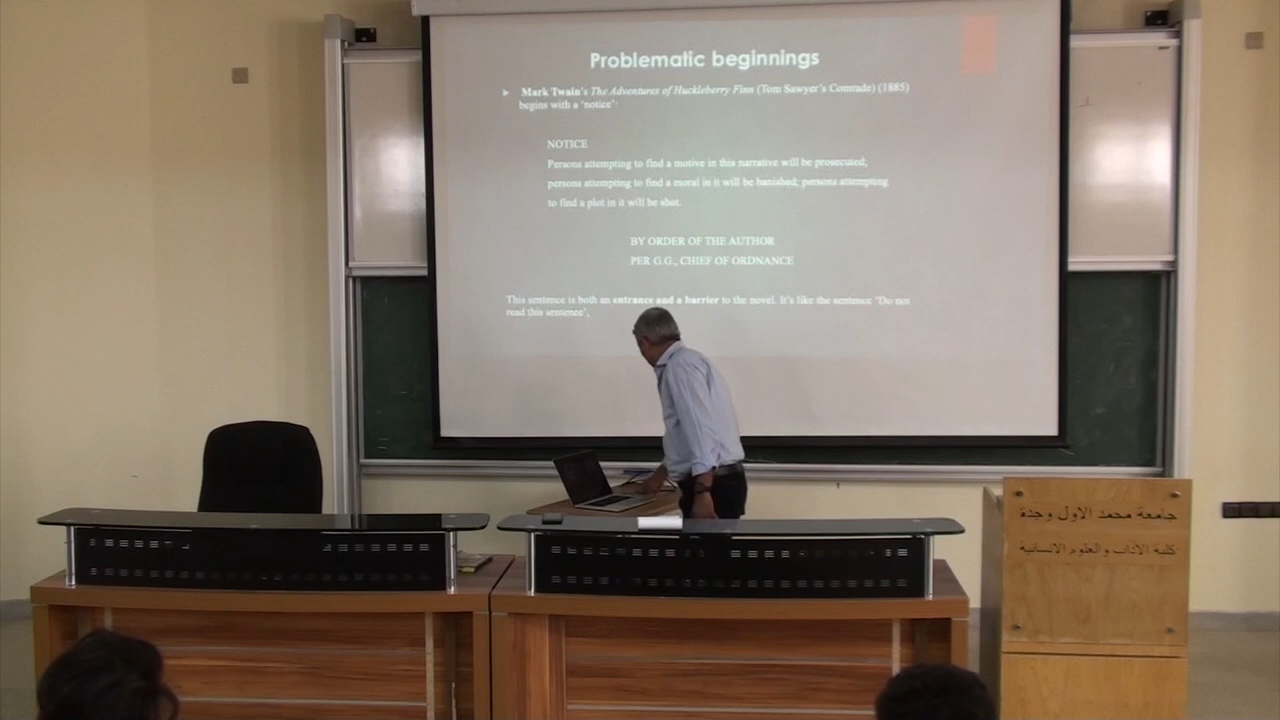 Problematic beginnings
Mark Twain's The Adventures of Huckleberry Finn (Tom Sawyer's Comrade) (1885)
begins with a 'notice':
NOTICE
Persons attempting to find a motive in this narrative will be prosecuted;
persons attempting to find a moral in it will be banished; persons attempting
to find a plot in it will be shot.
BY ORDER OF THE AUTHOR
PER G.G., CHIEF OF ORDNANCE
This sentence is both an entrance and a barrier to the novel. It's like the sentence 'Do not
read this sentence',
جامعة محمد الاول وجدة
كلية الآداب والعلوم الانسانية